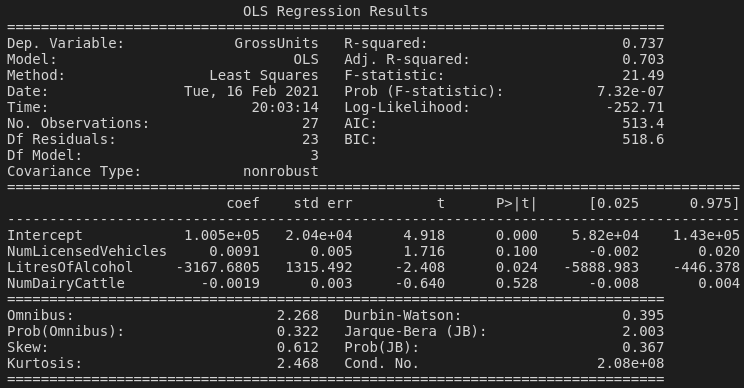 OLS Regression Results
==============================================================================
Dep. Variable:             GrossUnits   R-squared:                       0.737
Model:                            OLS   Adj. R-squared:                  0.703
Method:                 Least Squares   F-statistic:                     21.49
Date:                Tue, 16 Feb 2021   Prob (F-statistic):           7.32e-07
Time:                        20:03:14   Log-Likelihood:                -252.71
No. Observations:                  27   AIC:                             513.4
Df Residuals:                      23   BIC:                             518.6
Df Model:                           3
Covariance Type:            nonrobust
=======================================================================================
                          coef    std err          t      P>|t|      [0.025      0.975]
---------------------------------------------------------------------------------------
Intercept            1.005e+05   2.04e+04      4.918      0.000    5.82e+04    1.43e+05
NumLicensedVehicles     0.0091      0.005      1.716      0.100      -0.002       0.020
LitresOfAlcohol     -3167.6805   1315.492     -2.408      0.024   -5888.983    -446.378
NumDairyCattle         -0.0019      0.003     -0.640      0.528      -0.008       0.004
==============================================================================
Omnibus:                        2.268   Durbin-Watson:                   0.395
Prob(Omnibus):                  0.322   Jarque-Bera (JB):                2.003
Skew:                           0.612   Prob(JB):                        0.367
Kurtosis:                       2.468   Cond. No.                     2.08e+08
==============================================================================